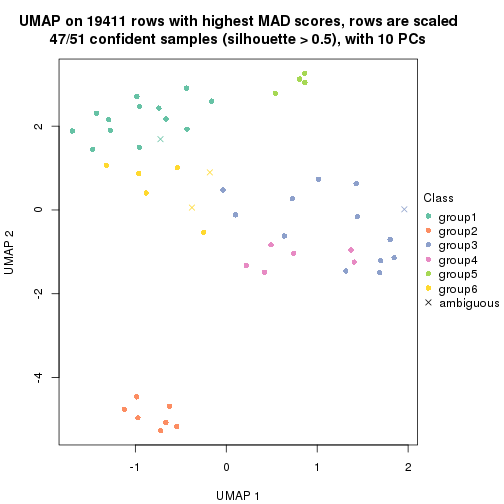 UMAP on 19411 rows with highest MAD scores, rows are scaled
47/51 confident samples (silhouette > 0.5), with 10 PCs
2
0
-2
-4
UMAP 2
-1
0
1
2
UMAP 1
Class
group1
group2
group3
group4
group5
group6
ambiguous